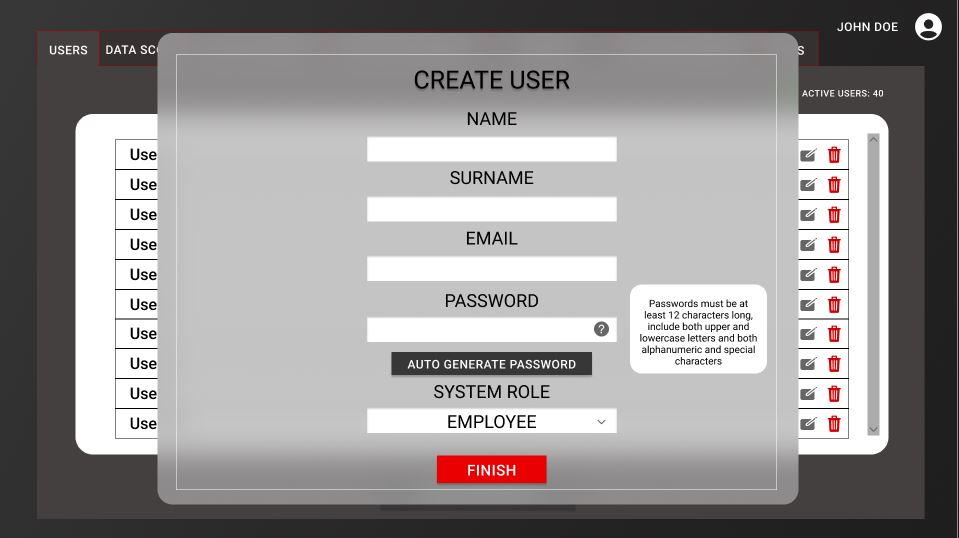 JOHN DOE
USERS
DATA SC
S
ACTIVE USERS: 40
CREATE USER
NAME
SURNAME
EMAIL
PASSWORD
?
Passwords must be at
least 12 characters long,
include both upper and
lowercase letters and both
alphanumeric and special
characters
AUTO GENERATE PASSWORD
SYSTEM ROLE
EMPLOYEE
FINISH
Use
Use
Use
Use
Use
Use
Use
Use
Use
Use